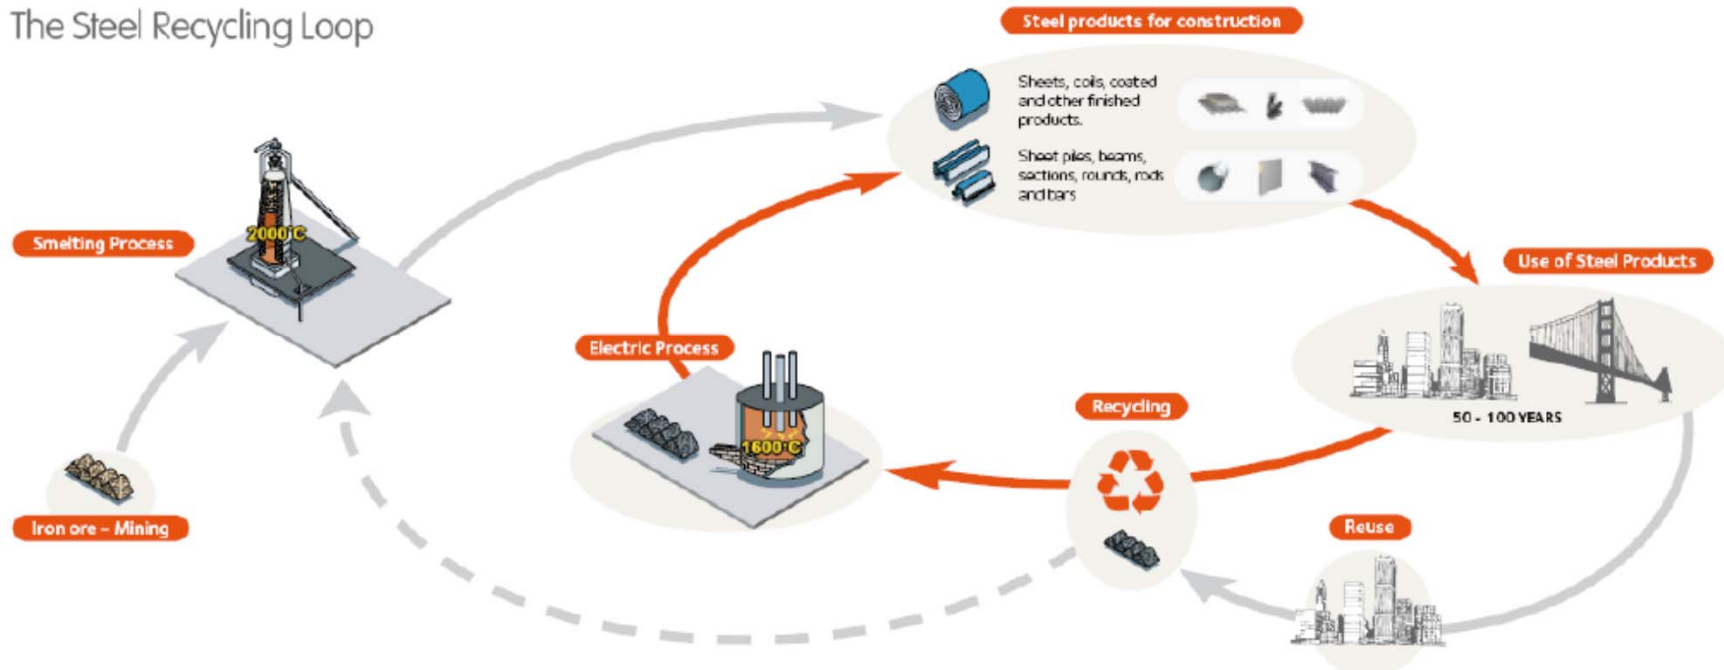 The Steel Recycling Loop
Steel products for construction
Sheets, coils, coated
and other finished
products.
Sheet piles, beams,
sections, rounds, rods
and bars
Smelting Process
2000°C
Use of Steel Products
50 - 100 YEARS
Electric Process
1600°C
Recycling
Iron ore – Mining
Reuse